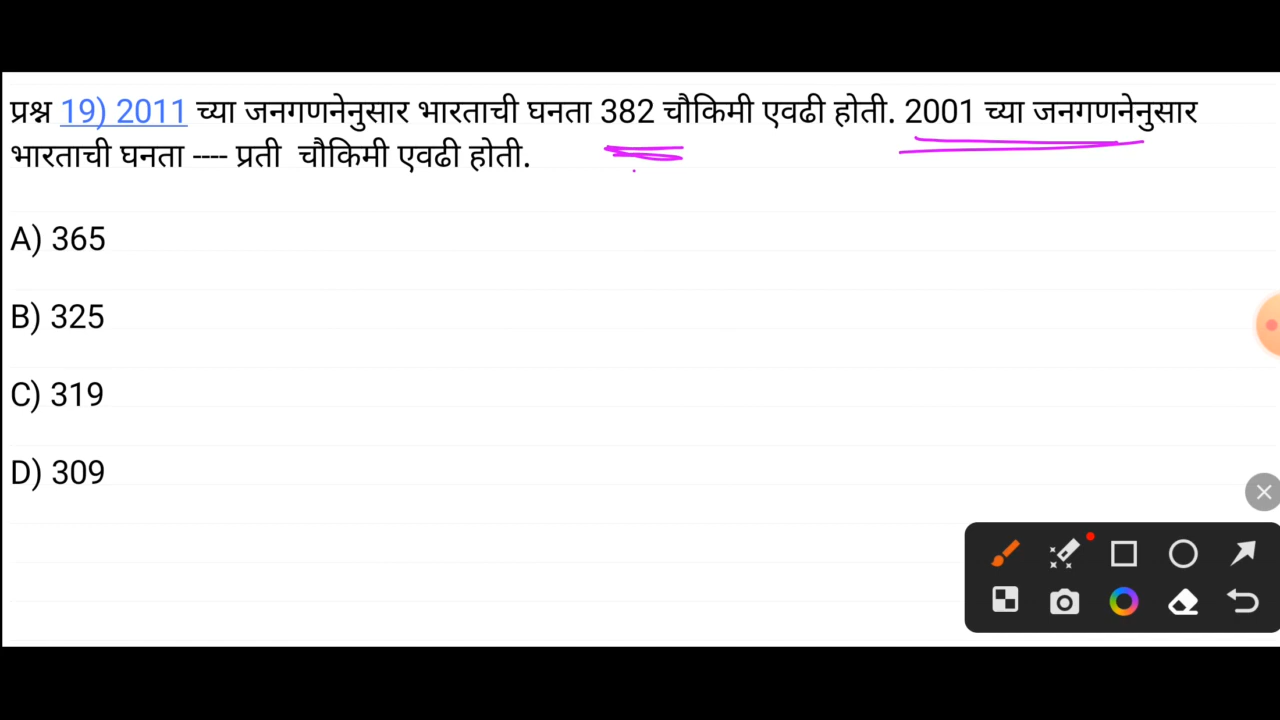 प्रश्न 19) 2011 च्या जनगणनेनुसार भारताची घनता 382 चौकिमी एवढी होती. 2001 च्या जनगणनेनुसार
भारताची घनता ---- प्रती चौकिमी एवढी होती.
A) 365
B) 325
C) 319
D) 309